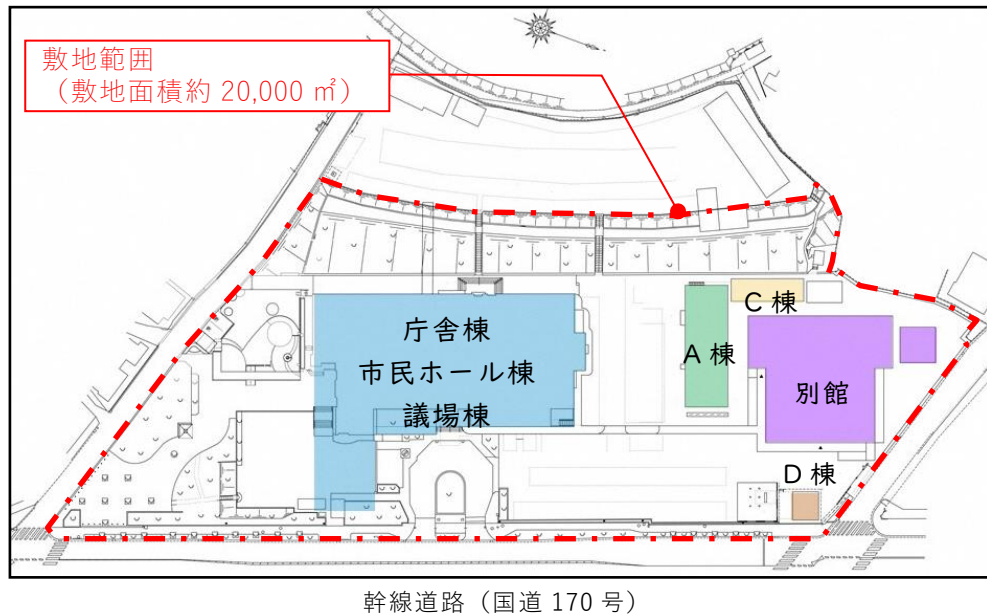 敷地範囲
(敷地面積約 20,000 ㎡)
庁舎棟
市民ホール棟
議場棟
A 棟
C 棟
別館
D 棟
幹線道路(国道 170 号)